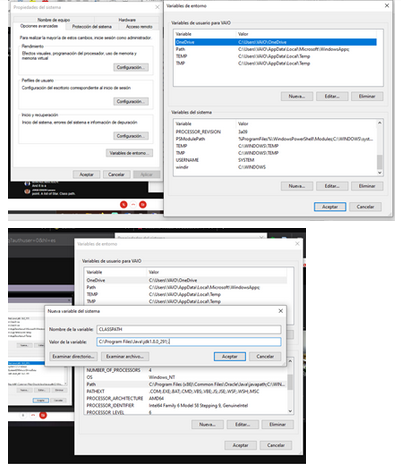 Propiedades del sistema
Nombre de equipo
Hardware
Opciones avanzadas
Protección del sistema
Acceso remoto
Para realizar la mayoría de estos cambios, inicie sesión como administrador.
Rendimiento
Efectos visuales, programación del procesador, uso de memoria y
memoria virtual
Configuración...
Perfiles de usuario
Configuración del escritorio correspondiente al inicio de sesión
Configuración...
Inicio y recuperación
Inicio del sistema, errores del sistema e información de depuración
Configuración...
Variables de entorno...
Aceptar
Cancelar
Aplicar
Variables de entorno
Variables de usuario para VAIO
Variable
Valor
OneDrive
C:\Users\VAIO\OneDrive
Path
C:\Users\VAIO\AppData\Local\Microsoft\WindowsApps;
TEMP
C:\Users\VAIO\AppData\Local\Temp
TMP
C:\Users\VAIO\AppData\Local\Temp
Nueva...
Editar...
Eliminar
Variables del sistema
Variable
Valor
PROCESSOR_REVISION
3a09
PSModulePath
%ProgramFiles%\WindowsPowerShell\Modules;C:\WINDOWS\syst...
TEMP
C:\WINDOWS\TEMP
TMP
C:\WINDOWS\TEMP
USERNAME
SYSTEM
windir
C:\WINDOWS
Nueva...
Editar...
Eliminar
Aceptar
Cancelar
Variables de entorno
Variables de usuario para VAIO
Variable
Valor
OneDrive
C:\Users\VAIO\OneDrive
Path
C:\Users\VAIO\AppData\Local\Microsoft\WindowsApps;
TEMP
C:\Users\VAIO\AppData\Local\Temp
Nueva variable del sistema
Nombre de la variable:
CLASSPATH
Valor de la variable:
C:\Program Files\Java\jdk1.8.0_291\;
Examinar directorio...
Examinar archivo...
Aceptar
Cancelar
NUMBER_OF_PROCESSORS
4
OS
Windows_NT
Path
C:\Program Files (x86)\Common Files\Oracle\Java\javapath;C:\WIN...
PATHEXT
.COM;.EXE;.BAT;.CMD;.VBS;.VBE;.JS;.JSE;.WSF;.WSH;.MSC
PROCESSOR_ARCHITECTURE
AMD64
PROCESSOR_IDENTIFIER
Intel64 Family 6 Model 58 Stepping 9, GenuineIntel
PROCESSOR_LEVEL
6
Nueva...
Editar...
Eliminar
Aceptar
Cancelar